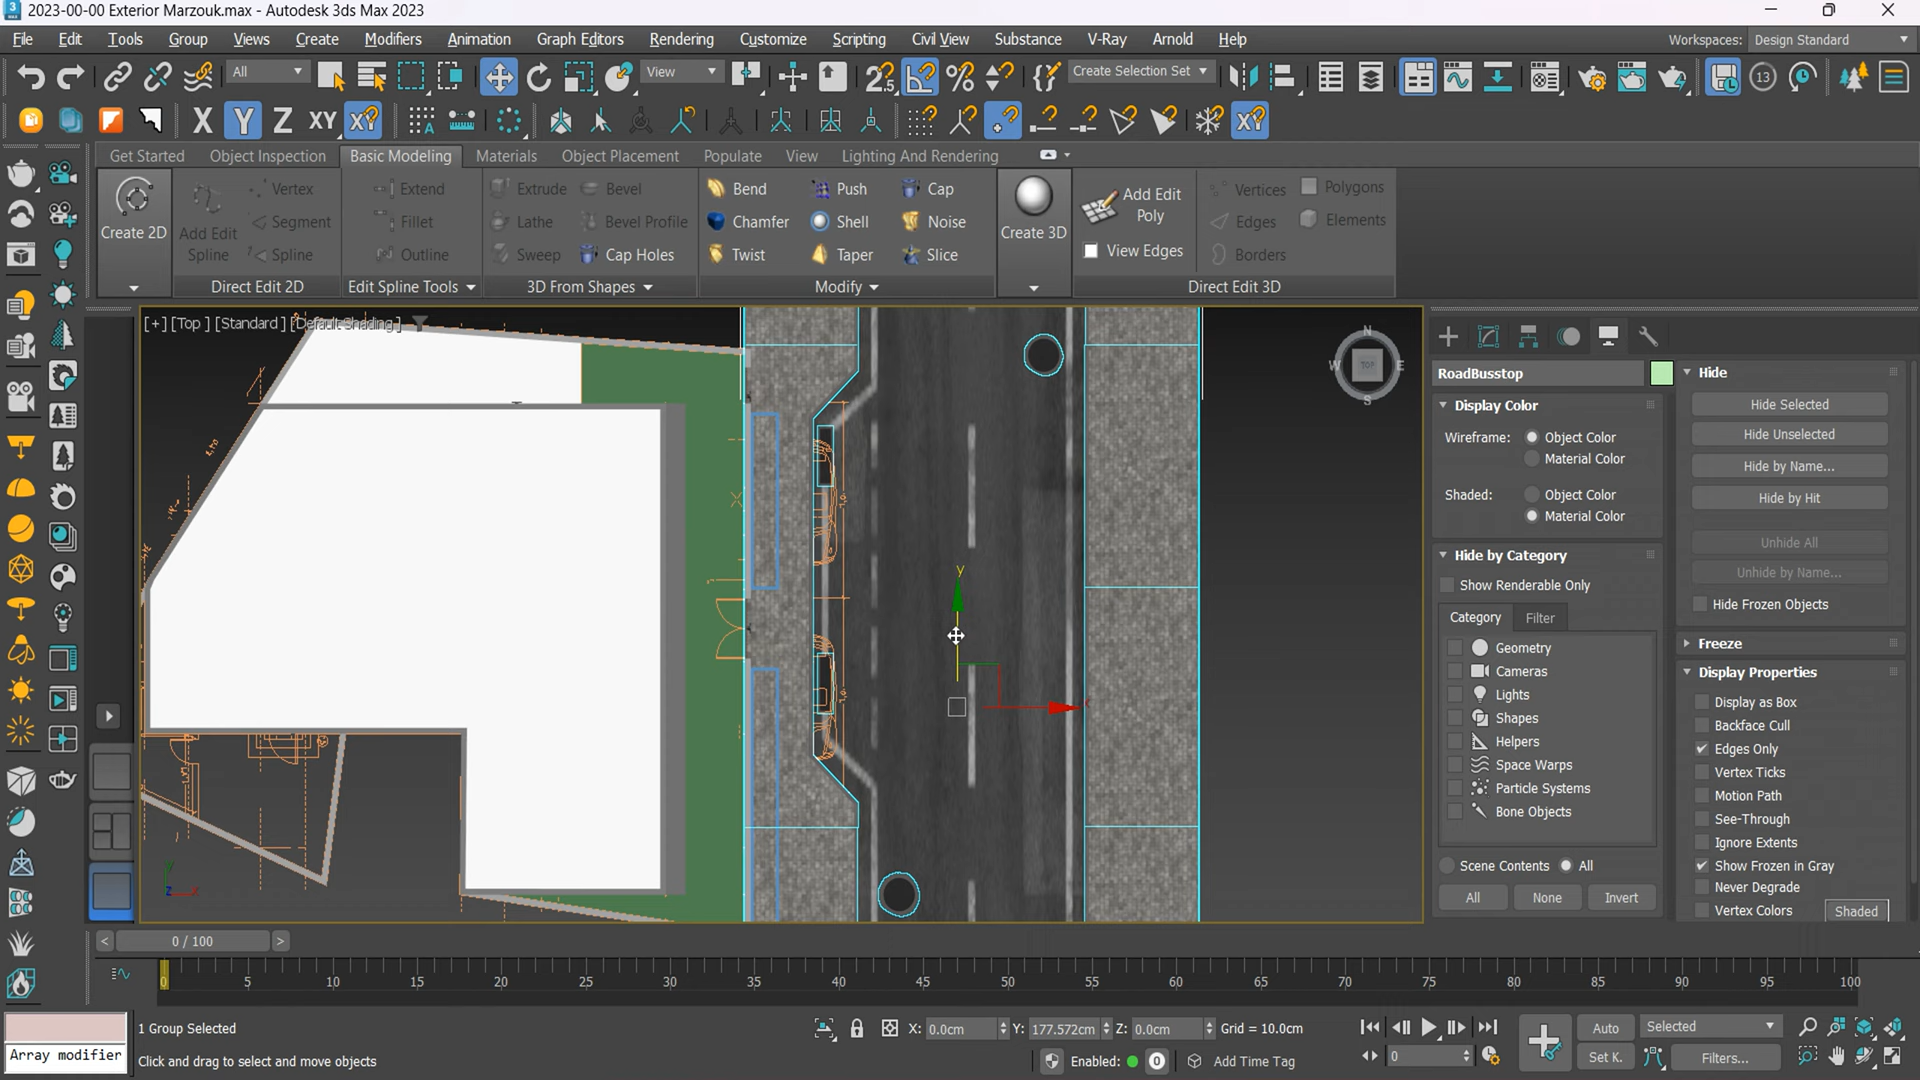 2023-00-00 Exterior Marzouk.max - Autodesk 3ds Max 2023
File Edit Tools Group Views Create Modifiers Animation Graph Editors Rendering Customize Scripting Civil View Substance V-Ray Arnold Help Workspaces: Design Standard
All View Create Selection Set 13
X Y Z XY
Get Started Object Inspection Basic Modeling Materials Object Placement Populate View Lighting And Rendering
Create 2D Add Edit Spline Vertex Segment Spline Extend Fillet Outline Extrude Lathe Sweep Bevel Bevel Profile Cap Holes
Bend Chamfer Twist Push Shell Taper Cap Noise Slice Create 3D Add Edit Poly View Edges Vertices Edges Borders Polygons Elements
Direct Edit 2D Edit Spline Tools 3D From Shapes Modify Direct Edit 3D
[+] [Top ] [Standard ] [Default Shading ]
N
W TOP E
S
y
x
RoadBusstop
Display Color
Wireframe: Object Color
Material Color
Shaded: Object Color
Material Color
Hide by Category
Show Renderable Only
Category Filter
Geometry
Cameras
Lights
Shapes
Helpers
Space Warps
Particle Systems
Bone Objects
Scene Contents All
All None Invert
Hide
Hide Selected
Hide Unselected
Hide by Name...
Hide by Hit
Unhide All
Unhide by Name...
Hide Frozen Objects
Freeze
Display Properties
Display as Box
Backface Cull
Edges Only
Vertex Ticks
Motion Path
See-Through
Ignore Extents
Show Frozen in Gray
Never Degrade
Vertex Colors Shaded
< 0 / 100 >
0 5 10 15 20 25 30 35 40 45 50 55 60 65 70 75 80 85 90 95 100
1 Group Selected X: 0.0cm Y: 177.572cm Z: 0.0cm Grid = 10.0cm Auto Selected
Array modifier Click and drag to select and move objects Enabled: 0 Add Time Tag 0 Set K. Filters...